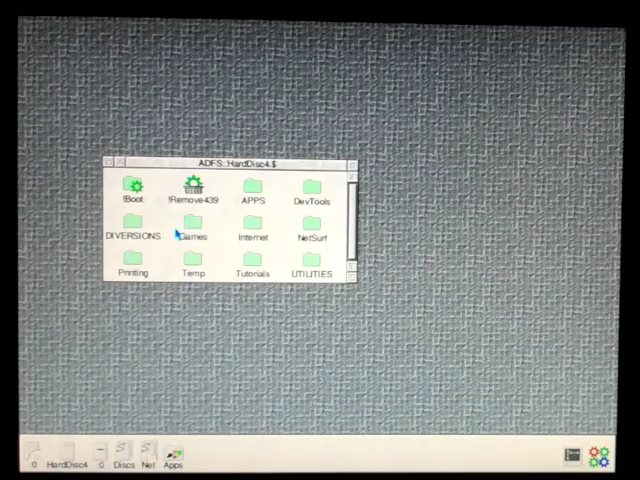 ADFS::HardDisc4.$
!Boot !Remove439 APPS DevTools
DIVERSIONS Games Internet NetSurf
Printing Temp Tutorials UTILITIES
:0 HardDisc4 :0 Discs Net Apps